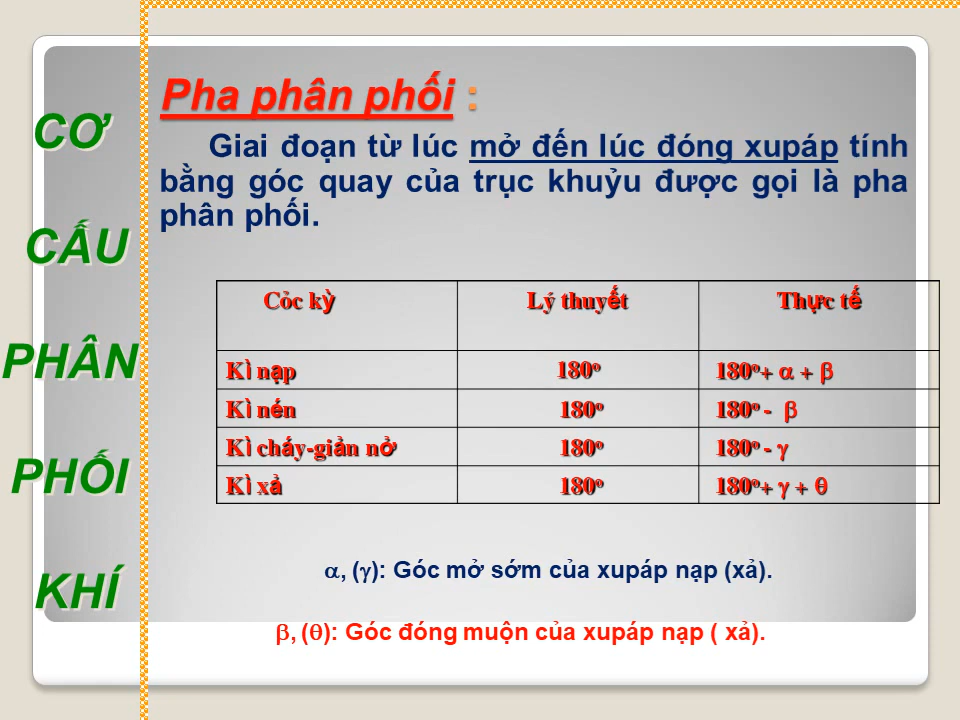 CƠ
CẤU
PHÂN
PHỐI
KHÍ
Pha phân phối :
Giai đoạn từ lúc mở đến lúc đóng xupáp tính
bằng góc quay của trục khuỷu được gọi là pha
phân phối.
Cỏc kỳ Lý thuyết Thực tế
Kì nạp 180º 180º+ α + β
Kì nén 180º 180º - β
Kì cháy-giản nở 180º 180º - γ
Kì xả 180º 180º+ γ + θ
α, (γ): Góc mở sớm của xupáp nạp (xả).
β, (θ): Góc đóng muộn của xupáp nạp ( xả).